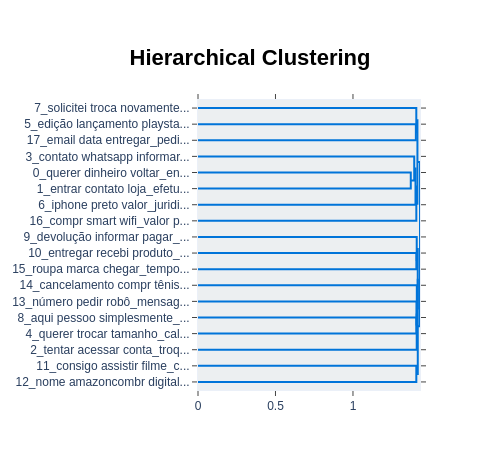 Hierarchical Clustering
7_solicitei troca novamente...
5_edição lançamento playsta...
17_email data entregar_pedi...
3_contato whatsapp informar...
0_querer dinheiro voltar_en...
1_entrar contato loja_efetu...
6_iphone preto valor_juridi...
16_compr smart wifi_valor p...
9_devolução informar pagar_...
10_entregar recebi produto_...
15_roupa marca chegar_tempo...
14_cancelamento compr tênis...
13_número pedir robô_mensag...
8_aqui pessoo simplesmente_...
4_querer trocar tamanho_cal...
2_tentar acessar conta_troq...
11_consigo assistir filme_c...
12_nome amazoncombr digital...
0 0.5 1